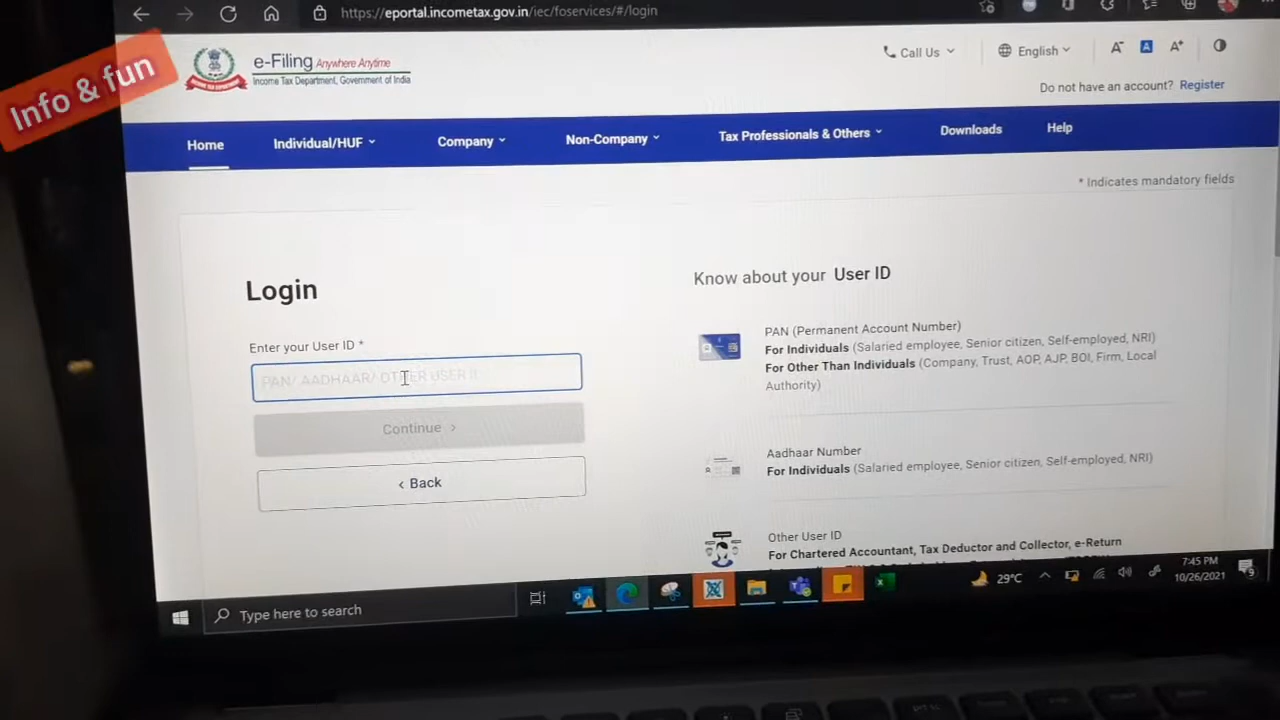 https://eportal.incometax.gov.in/iec/foservices/#/login
Info & fun
e-Filing Anywhere Anytime
Income Tax Department, Government of India
Call Us
English
A
A
A
Do not have an account? Register
Home
Individual/HUF
Company
Non-Company
Tax Professionals & Others
Downloads
Help
* Indicates mandatory fields
Login
Enter your User ID *
PAN/ AADHAAR/ OTHER USER
Continue >
< Back
Know about your User ID
PAN (Permanent Account Number)
For Individuals (Salaried employee, Senior citizen, Self-employed, NRI)
For Other Than Individuals (Company, Trust, AOP, AJP, BOI, Firm, Local
Authority)
Aadhaar Number
For Individuals (Salaried employee, Senior citizen, Self-employed, NRI)
Other User ID
For Chartered Accountant, Tax Deductor and Collector, e-Return
Type here to search
29°C
7:45 PM
10/26/2021